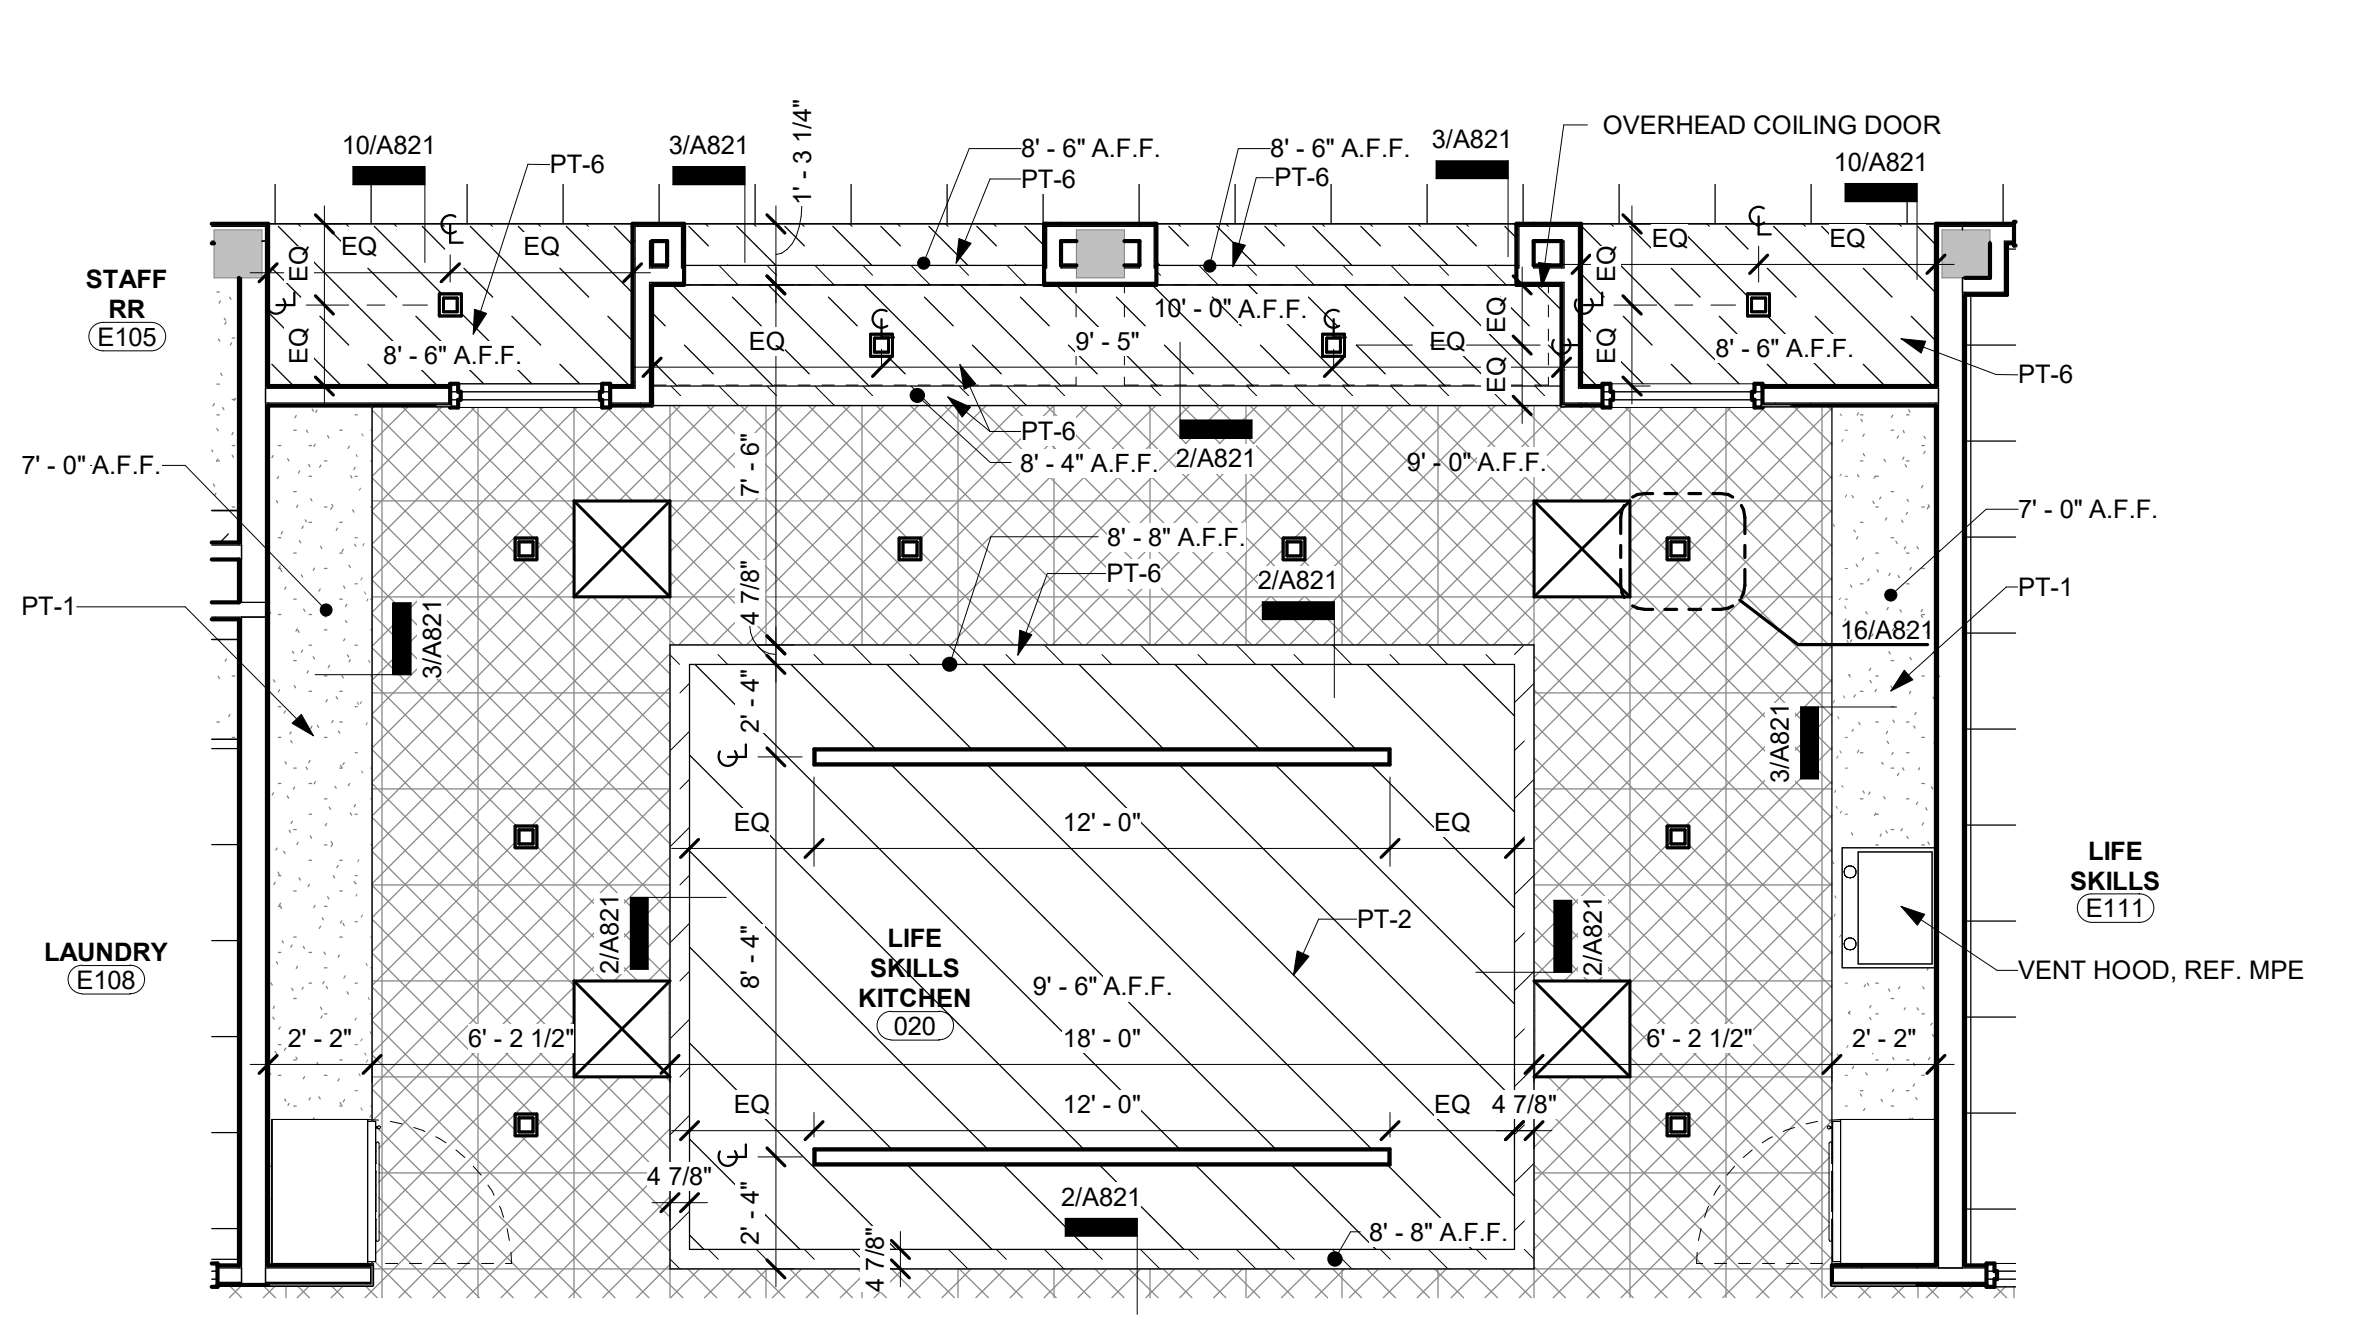 OVERHEAD COILING DOOR
10/A821
3/A821
1' - 3 1/4"
8' - 6" A.F.F.
8' - 6" A.F.F.
3/A821
10/A821
PT-6
PT-6
PT-6
EQ
EQ
EQ
EQ
EQ
EQ
EQ
EQ
STAFF
RR
E105
8' - 6" A.F.F.
10' - 0" A.F.F.
EQ
9' - 5"
EQ
EQ
EQ
8' - 6" A.F.F.
PT-6
PT-6
8' - 4" A.F.F.
2/A821
9' - 0" A.F.F.
7' - 0" A.F.F.
7' - 6"
7' - 0" A.F.F.
8' - 8" A.F.F.
PT-6
2/A821
4 7/8"
PT-1
PT-1
3/A821
16/A821
2' - 4"
3/A821
EQ
12' - 0"
EQ
LIFE
SKILLS
E111
PT-2
2/A821
2/A821
8' - 4"
LIFE
SKILLS
KITCHEN
020
LAUNDRY
E108
9' - 6" A.F.F.
VENT HOOD, REF. MPE
2' - 2"
6' - 2 1/2"
18' - 0"
6' - 2 1/2"
2' - 2"
EQ
12' - 0"
EQ
4 7/8"
4 7/8"
2' - 4"
2/A821
4 7/8"
8' - 8" A.F.F.